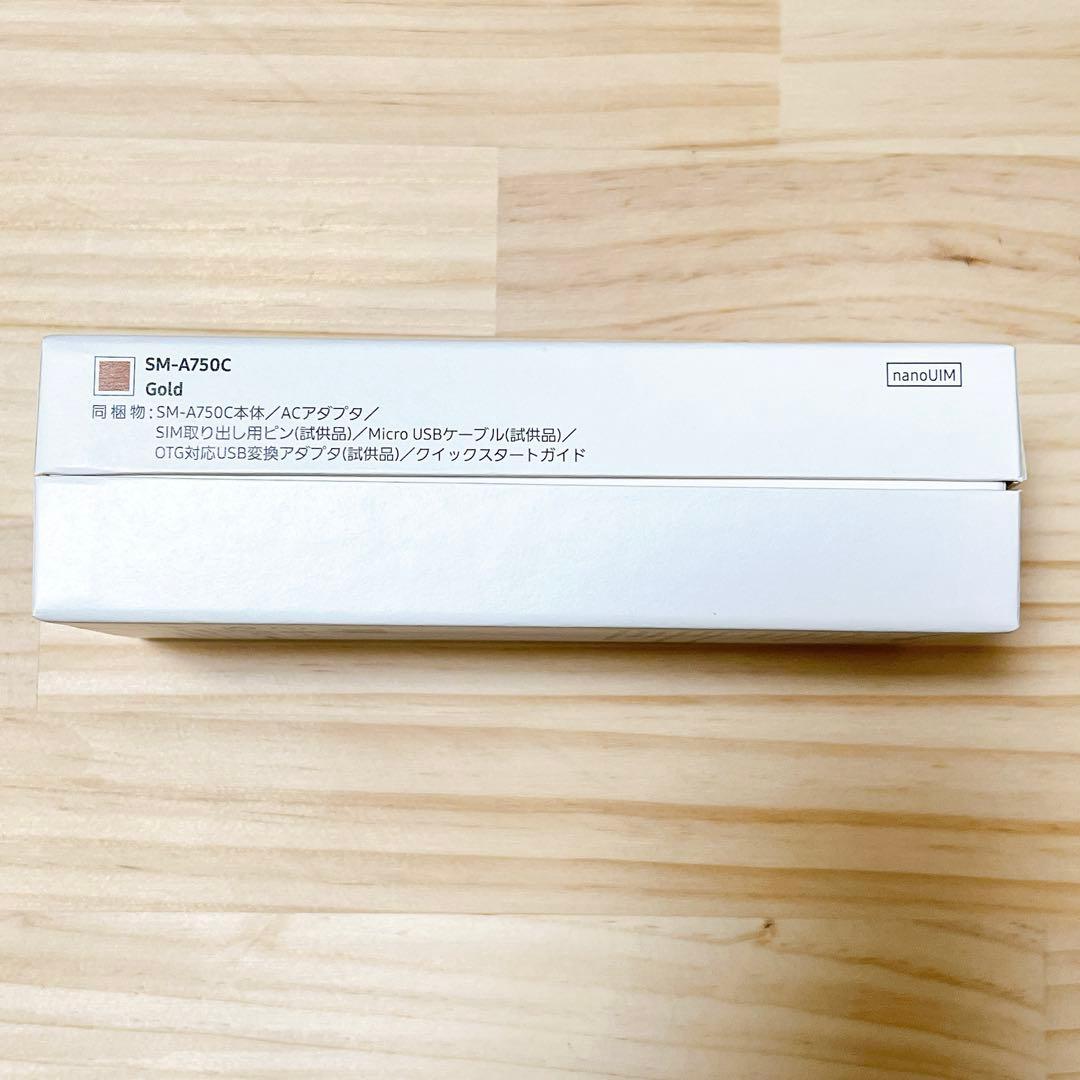 SM-A750C
Gold
nanoUIM
同梱物:SM-A750C本体/ACアダプタ/
SIM取り出し用ピン(試供品)/Micro USBケーブル(試供品)/
OTG対応USB変換アダプタ(試供品)/クイックスタートガイド